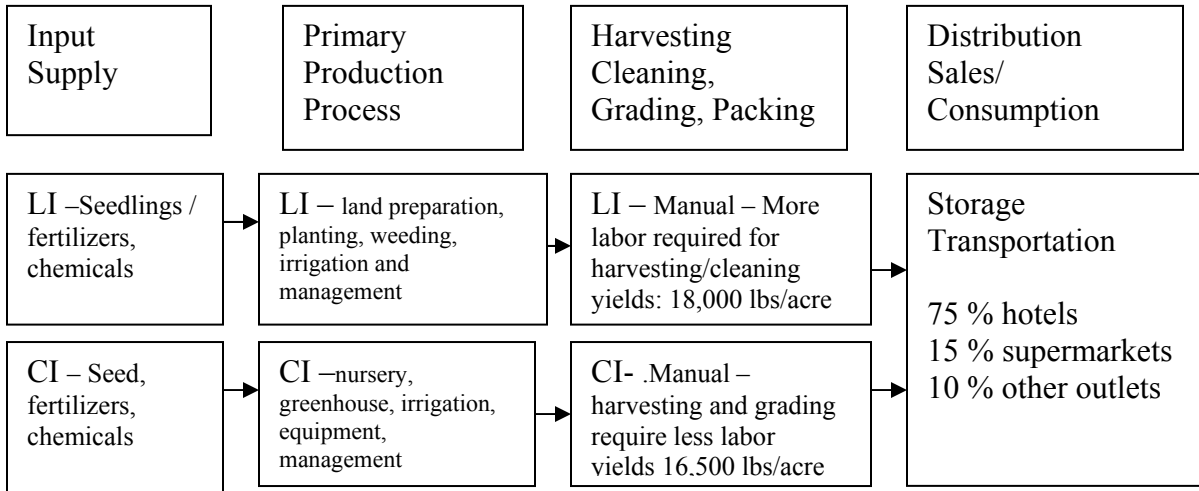 Input
Supply
Primary
Production
Process
Harvesting
Cleaning,
Grading, Packing
Distribution
Sales/
Consumption
LI –Seedlings /
fertilizers,
chemicals
LI – land preparation,
planting, weeding,
irrigation and
management
LI – Manual – More
labor required for
harvesting/cleaning
yields: 18,000 lbs/acre
Storage
Transportation
75 % hotels
15 % supermarkets
10 % other outlets
CI – Seed,
fertilizers,
chemicals
CI –nursery,
greenhouse, irrigation,
equipment,
management
CI- .Manual –
harvesting and grading
require less labor
yields 16,500 lbs/acre